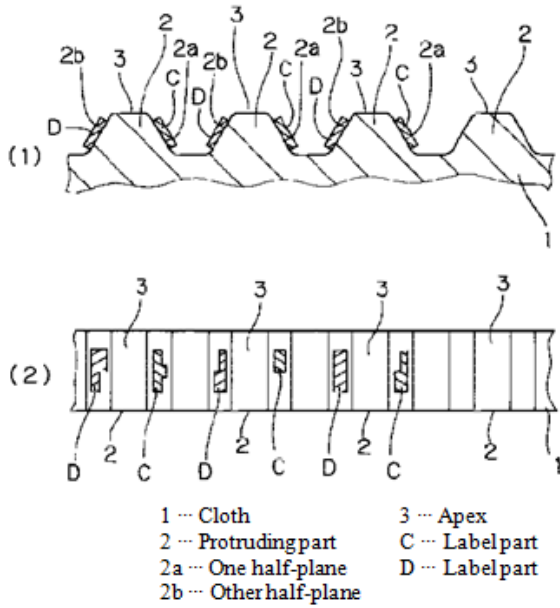 2b 3 2 2b 3 2 2b 3 2 2
D C 2a D C 2a D C 2a 3
(1)
1
3 3 3 3
(2)
D 2 C D 2 C D 2 C 2 1
1 ··· Cloth
2 ··· Protruding part
2a ··· One half-plane
2b ··· Other half-plane
3 ··· Apex
C ··· Label part
D ··· Label part